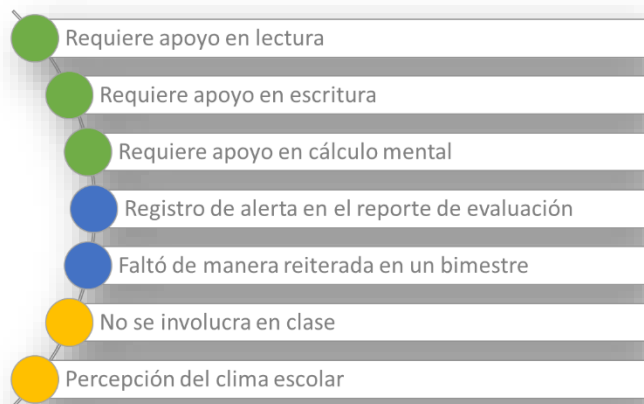 Requiere apoyo en lectura
Requiere apoyo en escritura
Requiere apoyo en cálculo mental
Registro de alerta en el reporte de evaluación
Faltó de manera reiterada en un bimestre
No se involucra en clase
Percepción del clima escolar